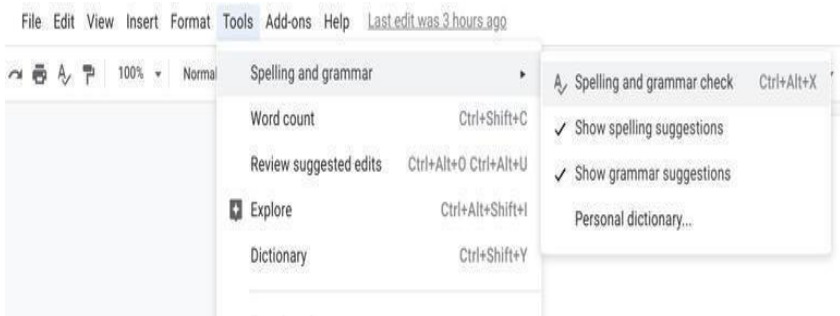 File Edit View Insert Format Tools Add-ons Help Last edit was 3 hours ago
100% Normal
Spelling and grammar
Word count Ctrl+Shift+C
Review suggested edits Ctrl+Alt+O Ctrl+Alt+U
Explore Ctrl+Alt+Shift+I
Dictionary Ctrl+Shift+Y
Spelling and grammar check Ctrl+Alt+X
Show spelling suggestions
Show grammar suggestions
Personal dictionary...